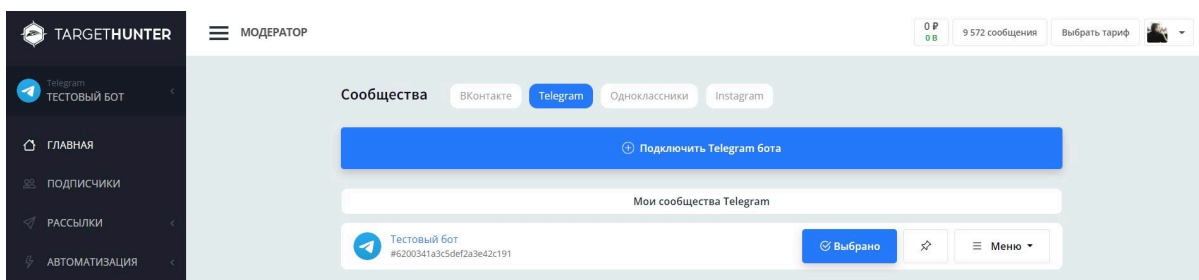 TARGETHUNTER
МОДЕРАТОР
0 ₽
0 В
9 572 сообщения
Выбрать тариф
Telegram
ТЕСТОВЫЙ БОТ
ГЛАВНАЯ
ПОДПИСЧИКИ
РАССЫЛКИ
АВТОМАТИЗАЦИЯ
Сообщества
ВКонтакте
Telegram
Одноклассники
Instagram
Подключить Telegram бота
Мои сообщества Telegram
Тестовый бот
#6200341a3c5def2a3e42c191
Выбрано
Меню